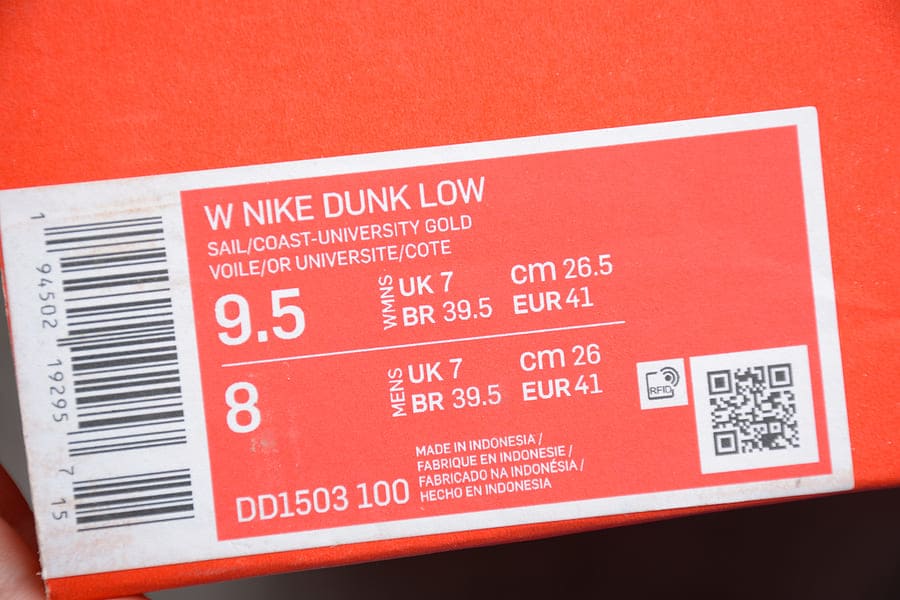 W NIKE DUNK LOW
SAIL/COAST-UNIVERSITY GOLD
VOILE/OR UNIVERSITE/COTE
9.5
WMNS
UK 7
cm 26.5
BR 39.5
EUR 41
8
MENS
UK 7
cm 26
BR 39.5
EUR 41
RFID
DD1503 100
MADE IN INDONESIA /
FABRIQUE EN INDONESIE /
FABRICADO NA INDONÉSIA /
HECHO EN INDONESIA
1 94502 19295 7 15